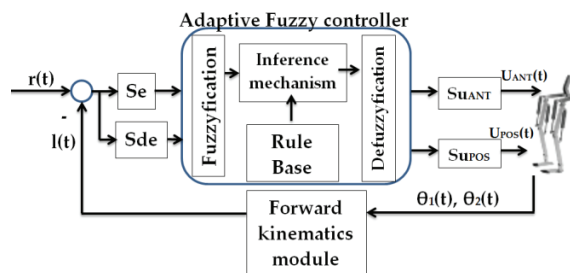 Adaptive Fuzzy controller
r(t)
-
l(t)
Se
Sde
Fuzzyfication
Inference
mechanism
Rule
Base
Defuzzyfication
SuANT
UANT(t)
SuPOS
UPOS(t)
θ1(t), θ2(t)
Forward
kinematics
module